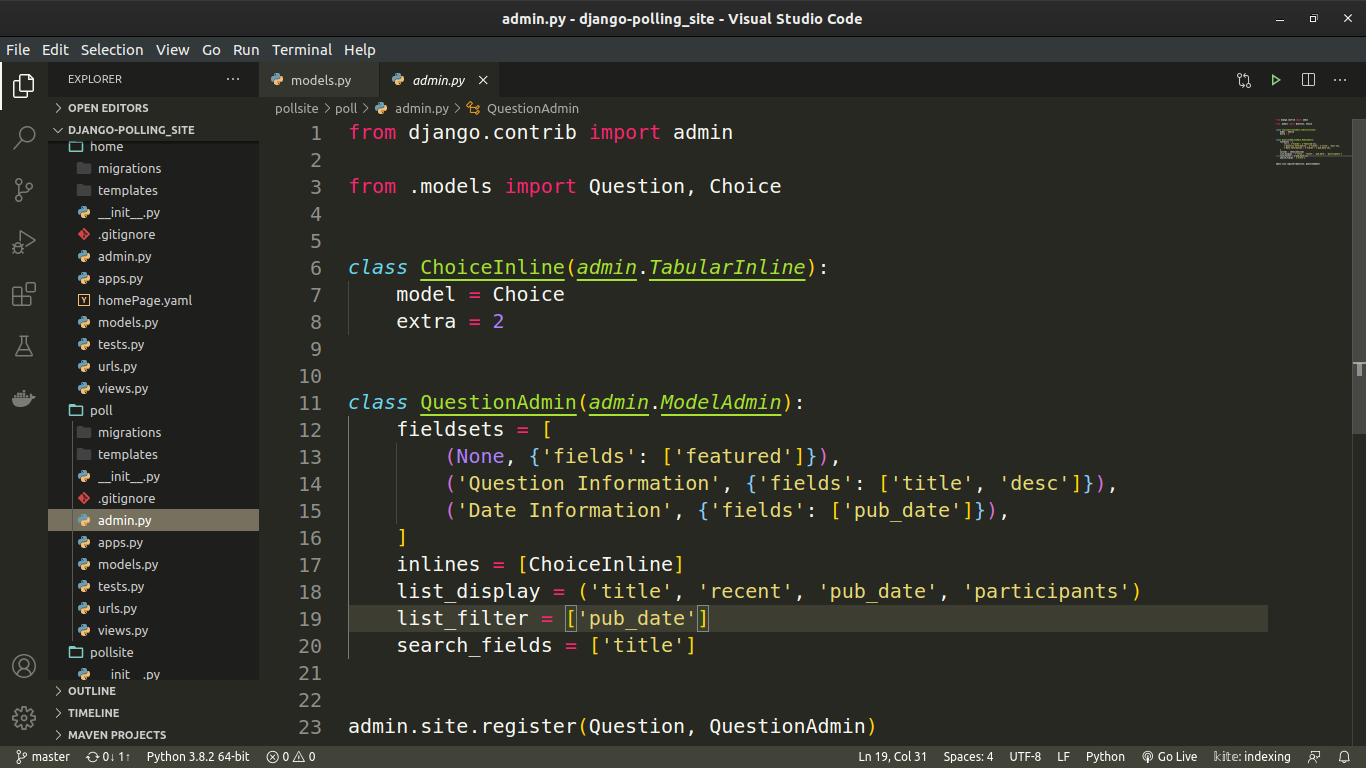 admin.py - django-polling_site - Visual Studio Code
File Edit Selection View Go Run Terminal Help
EXPLORER
models.py
admin.py
OPEN EDITORS
DJANGO-POLLING_SITE
home
migrations
templates
__init__.py
.gitignore
admin.py
apps.py
homePage.yaml
models.py
tests.py
urls.py
views.py
poll
migrations
templates
__init__.py
.gitignore
admin.py
apps.py
models.py
tests.py
urls.py
views.py
pollsite
__init__.py
OUTLINE
TIMELINE
MAVEN PROJECTS
pollsite > poll > admin.py > QuestionAdmin
1 from django.contrib import admin
2
3 from .models import Question, Choice
4
5
6 class ChoiceInline(admin.TabularInline):
7     model = Choice
8     extra = 2
9
10
11 class QuestionAdmin(admin.ModelAdmin):
12     fieldsets = [
13         (None, {'fields': ['featured']}),
14         ('Question Information', {'fields': ['title', 'desc']}),
15         ('Date Information', {'fields': ['pub_date']}),
16     ]
17     inlines = [ChoiceInline]
18     list_display = ('title', 'recent', 'pub_date', 'participants')
19     list_filter = ['pub_date']
20     search_fields = ['title']
21
22
23 admin.site.register(Question, QuestionAdmin)
master 0↓ 1↑ Python 3.8.2 64-bit 0 0 Ln 19, Col 31 Spaces: 4 UTF-8 LF Python Go Live kite: indexing